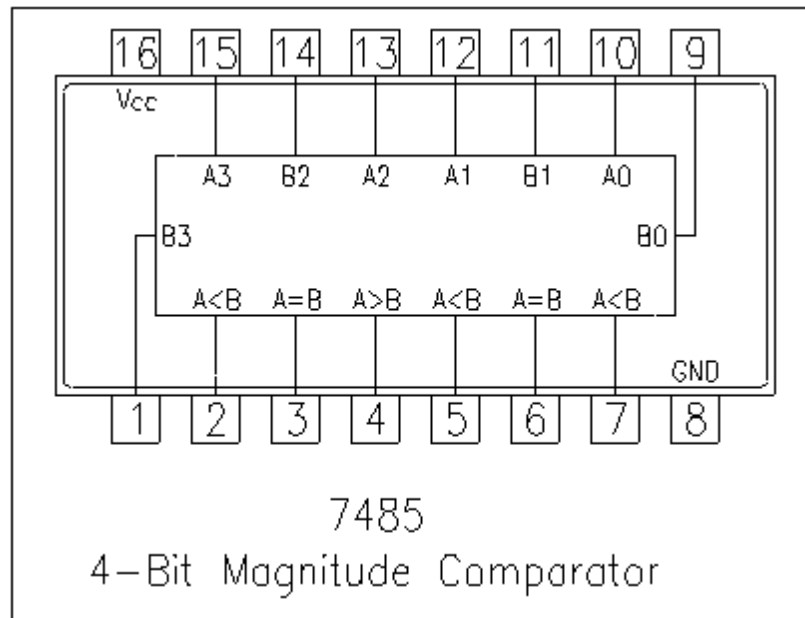 16 15 14 13 12 11 10 9
Vcc
A3 B2 A2 A1 B1 A0
B3 B0
A<B A=B A>B A<B A=B A<B
GND
1 2 3 4 5 6 7 8
7485
4-Bit Magnitude Comparator